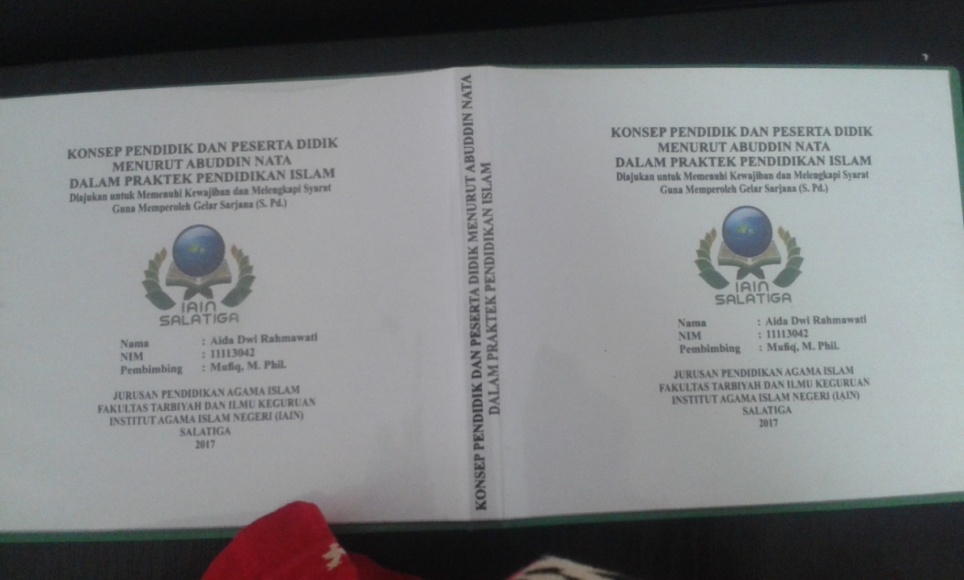 KONSEP PENDIDIK DAN PESERTA DIDIK
MENURUT ABUDDIN NATA
DALAM PRAKTEK PENDIDIKAN ISLAM
Diajukan untuk Memenuhi Kewajiban dan Melengkapi Syarat
Guna Memperoleh Gelar Sarjana (S. Pd.)
IAIN
SALATIGA
Nama : Aida Dwi Rahmawati
NIM : 11113042
Pembimbing : Mufiq, M. Phil.
JURUSAN PENDIDIKAN AGAMA ISLAM
FAKULTAS TARBIYAH DAN ILMU KEGURUAN
INSTITUT AGAMA ISLAM NEGERI (IAIN)
SALATIGA
2017
KONSEP PENDIDIK DAN PESERTA DIDIK MENURUT ABUDDIN NATA
DALAM PRAKTEK PENDIDIKAN ISLAM
KONSEP PENDIDIK DAN PESERTA DIDIK
MENURUT ABUDDIN NATA
DALAM PRAKTEK PENDIDIKAN ISLAM
Diajukan untuk Memenuhi Kewajiban dan Melengkapi Syarat
Guna Memperoleh Gelar Sarjana (S. Pd.)
IAIN
SALATIGA
Nama : Aida Dwi Rahmawati
NIM : 11113042
Pembimbing : Mufiq, M. Phil.
JURUSAN PENDIDIKAN AGAMA ISLAM
FAKULTAS TARBIYAH DAN ILMU KEGURUAN
INSTITUT AGAMA ISLAM NEGERI (IAIN)
SALATIGA
2017